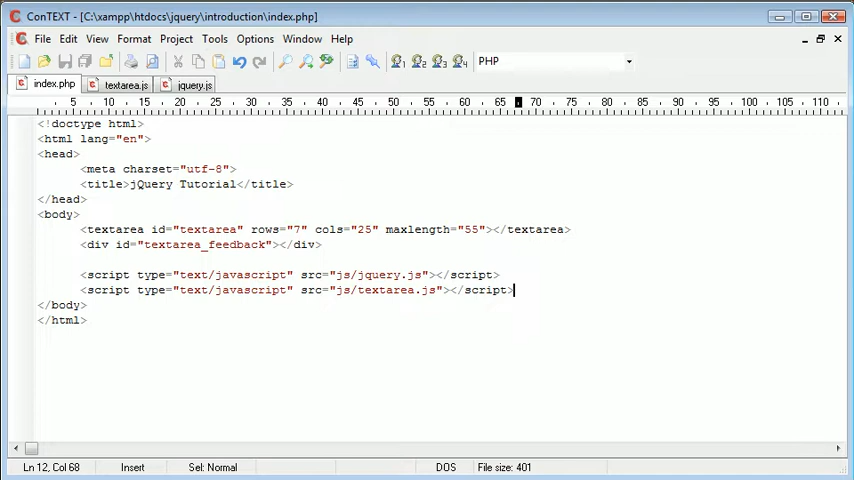 ConTEXT - [C:\xampp\htdocs\jquery\introduction\index.php]
File Edit View Format Project Tools Options Window Help
1 2 3 4 PHP
index.php textarea.js jquery.js
5 10 15 20 25 30 35 40 45 50 55 60 65 70 75 80 85 90 95 100 105 110
<!doctype html>
<html lang="en">
<head>
<meta charset="utf-8">
<title>jQuery Tutorial</title>
</head>
<body>
<textarea id="textarea" rows="7" cols="25" maxlength="55"></textarea>
<div id="textarea_feedback"></div>
<script type="text/javascript" src="js/jquery.js"></script>
<script type="text/javascript" src="js/textarea.js"></script>
</body>
</html>
Ln 12, Col 68 Insert Sel: Normal DOS File size: 401